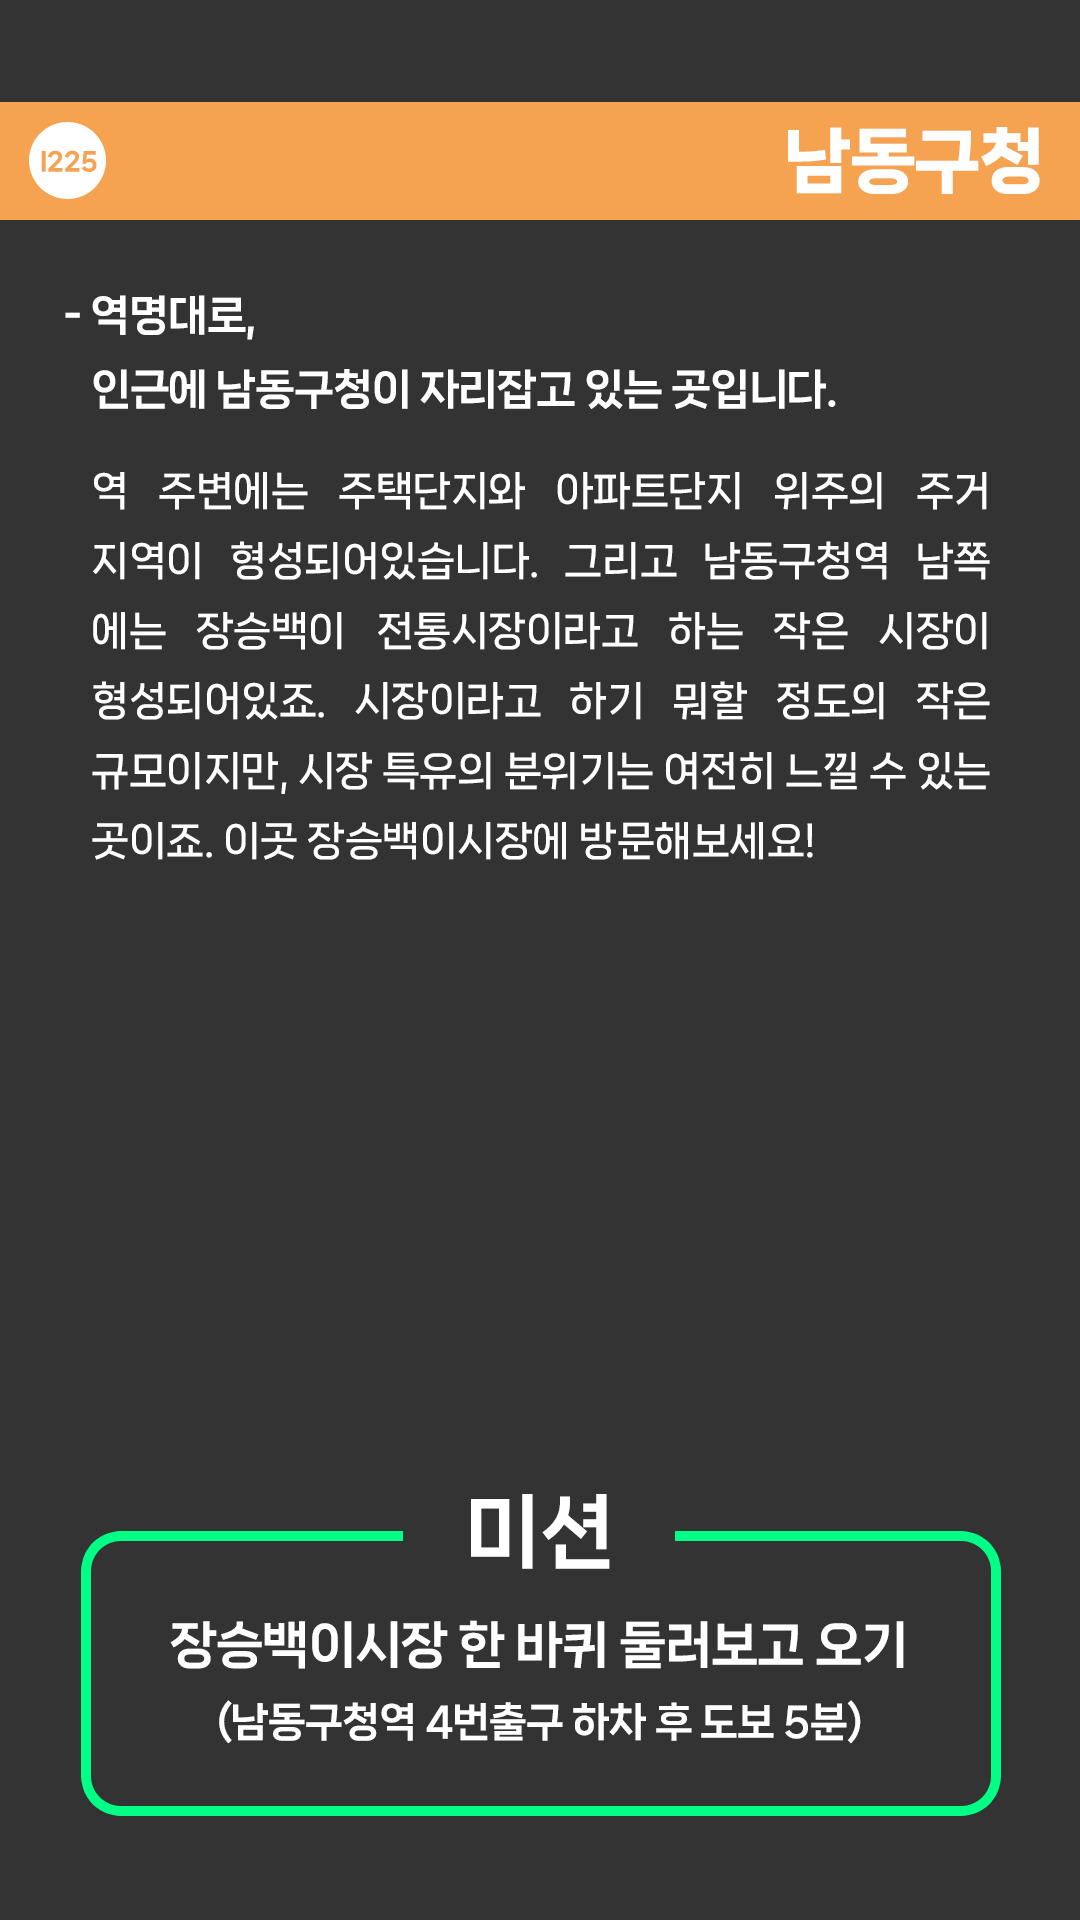 I225
남동구청
- 역명대로,
인근에 남동구청이 자리잡고 있는 곳입니다.
역 주변에는 주택단지와 아파트단지 위주의 주거
지역이 형성되어있습니다. 그리고 남동구청역 남쪽
에는 장승백이 전통시장이라고 하는 작은 시장이
형성되어있죠. 시장이라고 하기 뭐할 정도의 작은
규모이지만, 시장 특유의 분위기는 여전히 느낄 수 있는
곳이죠. 이곳 장승백이시장에 방문해보세요!
미션
장승백이시장 한 바퀴 둘러보고 오기
(남동구청역 4번출구 하차 후 도보 5분)